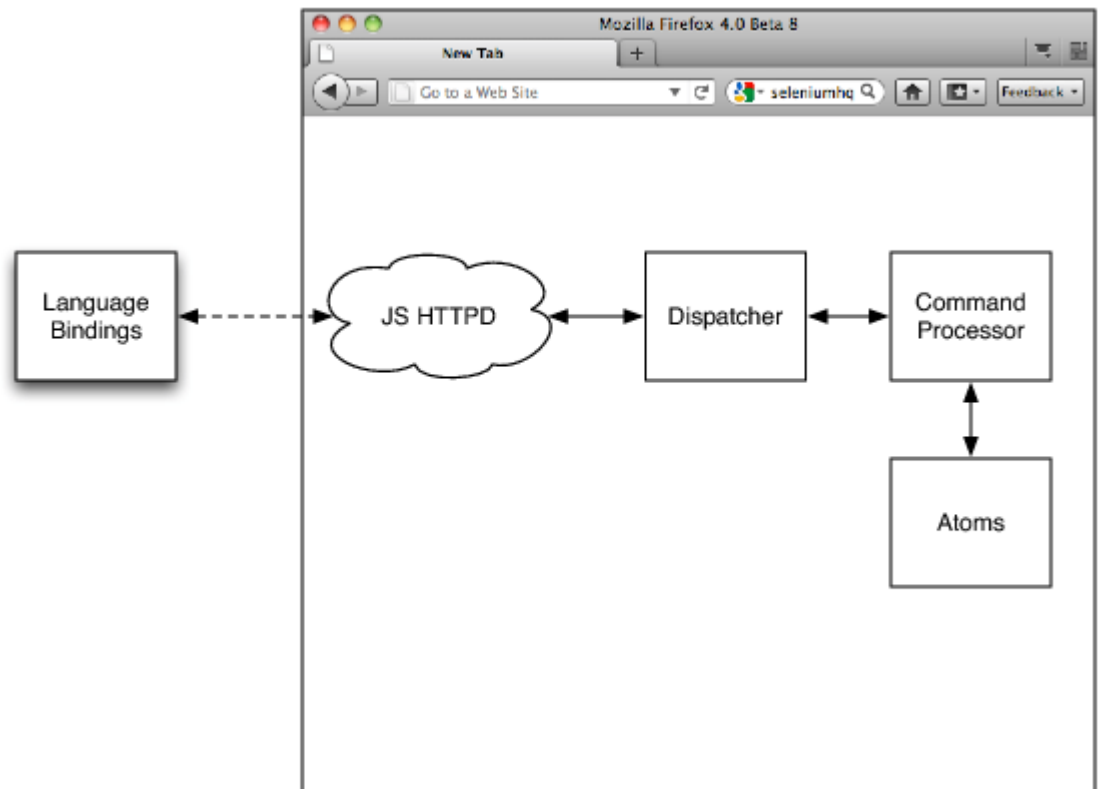 Mozilla Firefox 4.0 Beta 8
New Tab
+
Go to a Web Site
seleniumhq
Feedback
Language
Bindings
JS HTTPD
Dispatcher
Command
Processor
Atoms